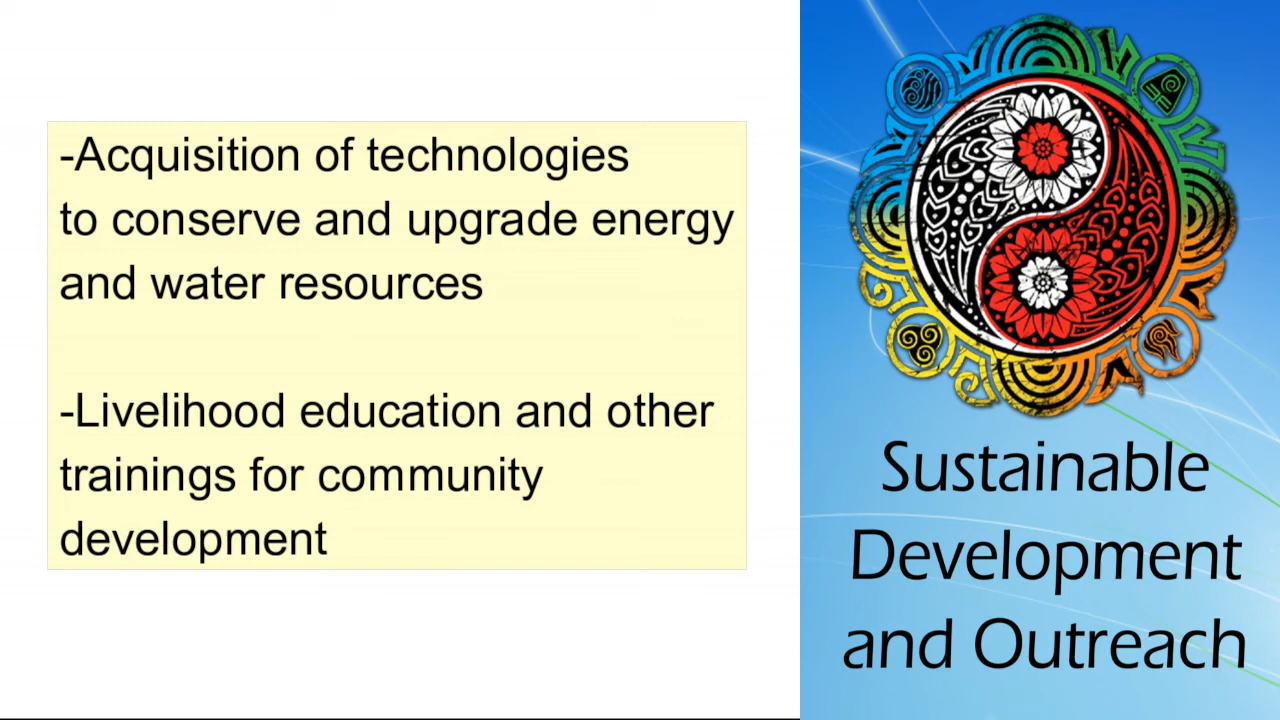 -Acquisition of technologies
to conserve and upgrade energy
and water resources
-Livelihood education and other
trainings for community
development
Sustainable
Development
and Outreach